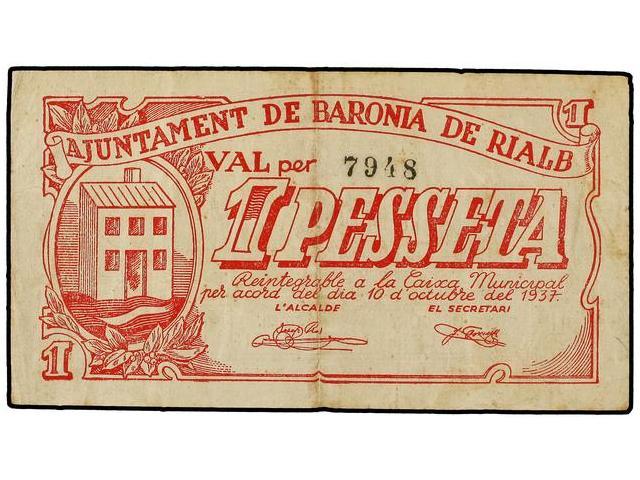 1
AJUNTAMENT DE BARONIA DE RIALB
VAL per 7948
1 PESSETA
Reintegrable a la Caixa Municipal
per acord del dia 10 d'octubre del 1937.
L'ALCALDE EL SECRETARI
1